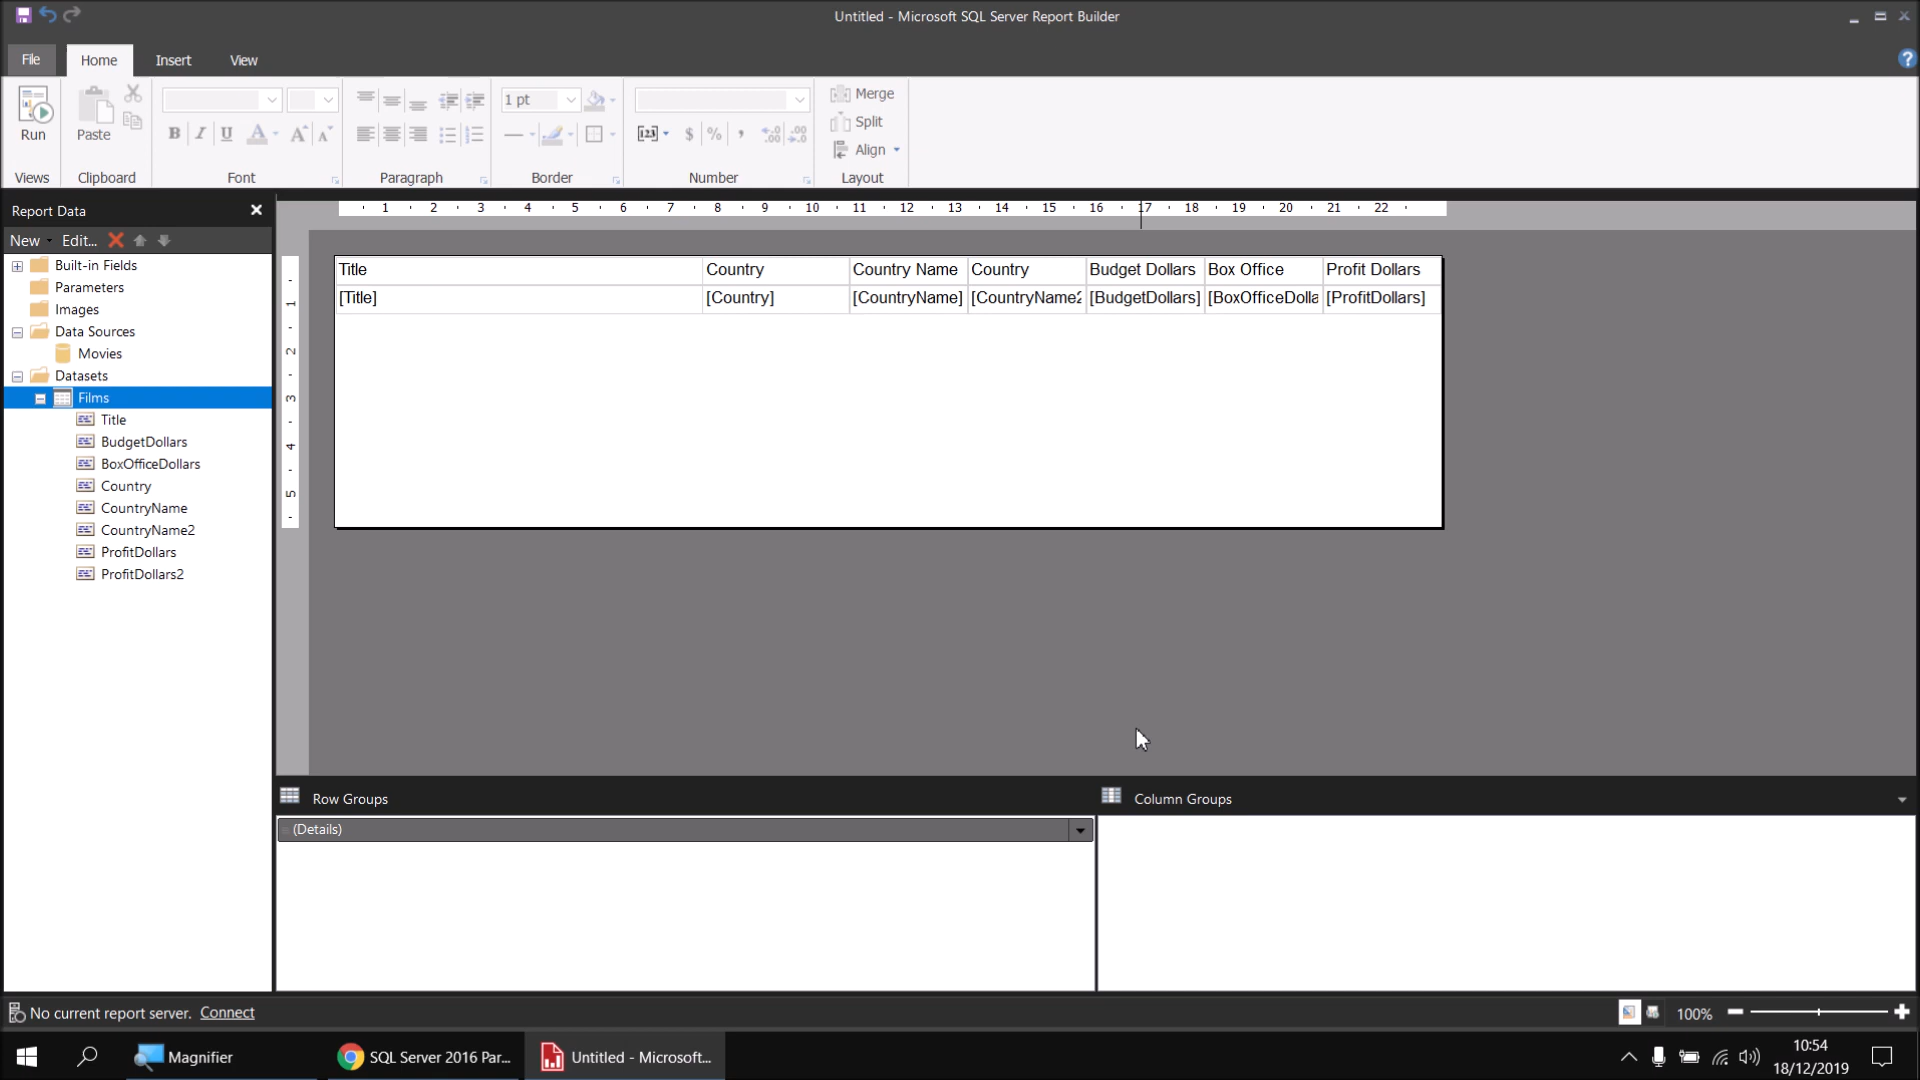 Untitled - Microsoft SQL Server Report Builder
File Home Insert View
Run
Paste
1 pt
B I U A A A
$ % ,
Merge
Split
Align
Views Clipboard Font Paragraph Border Number Layout
Report Data
New Edit...
Built-in Fields
Parameters
Images
Data Sources
Movies
Datasets
Films
Title
BudgetDollars
BoxOfficeDollars
Country
CountryName
CountryName2
ProfitDollars
ProfitDollars2
1 2 3 4 5 6 7 8 9 10 11 12 13 14 15 16 17 18 19 20 21 22
1
2
3
4
5
Title Country Country Name Country Budget Dollars Box Office Profit Dollars
[Title] [Country] [CountryName] [CountryName2 [BudgetDollars] [BoxOfficeDolla [ProfitDollars]
Row Groups
(Details)
Column Groups
No current report server. Connect
100%
Magnifier
SQL Server 2016 Par...
Untitled - Microsoft...
10:54
18/12/2019